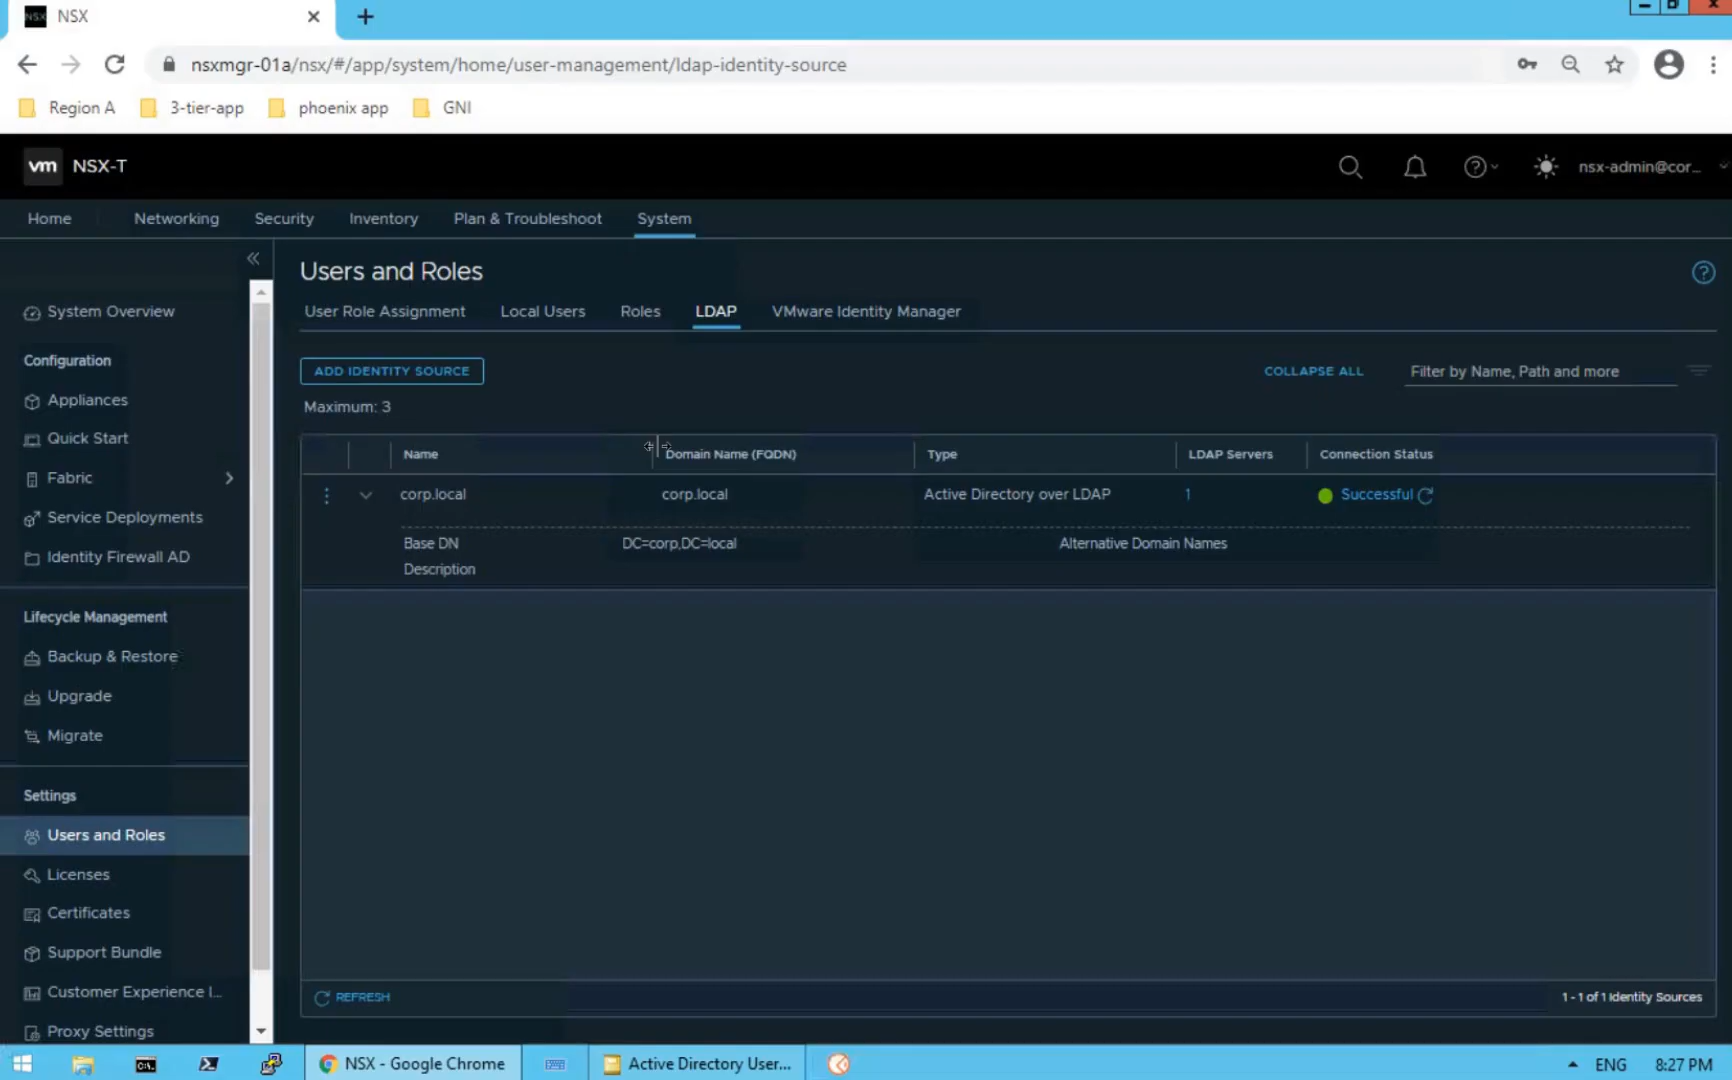 NSX NSX
nsxmgr-01a/nsx/#/app/system/home/user-management/ldap-identity-source
Region A 3-tier-app phoenix app GNI
vm NSX-T nsx-admin@cor...
Home Networking Security Inventory Plan & Troubleshoot System
Users and Roles
User Role Assignment Local Users Roles LDAP VMware Identity Manager
System Overview
Configuration
Appliances
Quick Start
Fabric
Service Deployments
Identity Firewall AD
Lifecycle Management
Backup & Restore
Upgrade
Migrate
Settings
Users and Roles
Licenses
Certificates
Support Bundle
Customer Experience I...
Proxy Settings
ADD IDENTITY SOURCE COLLAPSE ALL Filter by Name, Path and more
Maximum: 3
Name Domain Name (FQDN) Type LDAP Servers Connection Status
corp.local corp.local Active Directory over LDAP 1 Successful
Base DN DC=corp,DC=local Alternative Domain Names
Description
REFRESH 1 - 1 of 1 Identity Sources
NSX - Google Chrome Active Directory User... ENG 8:27 PM